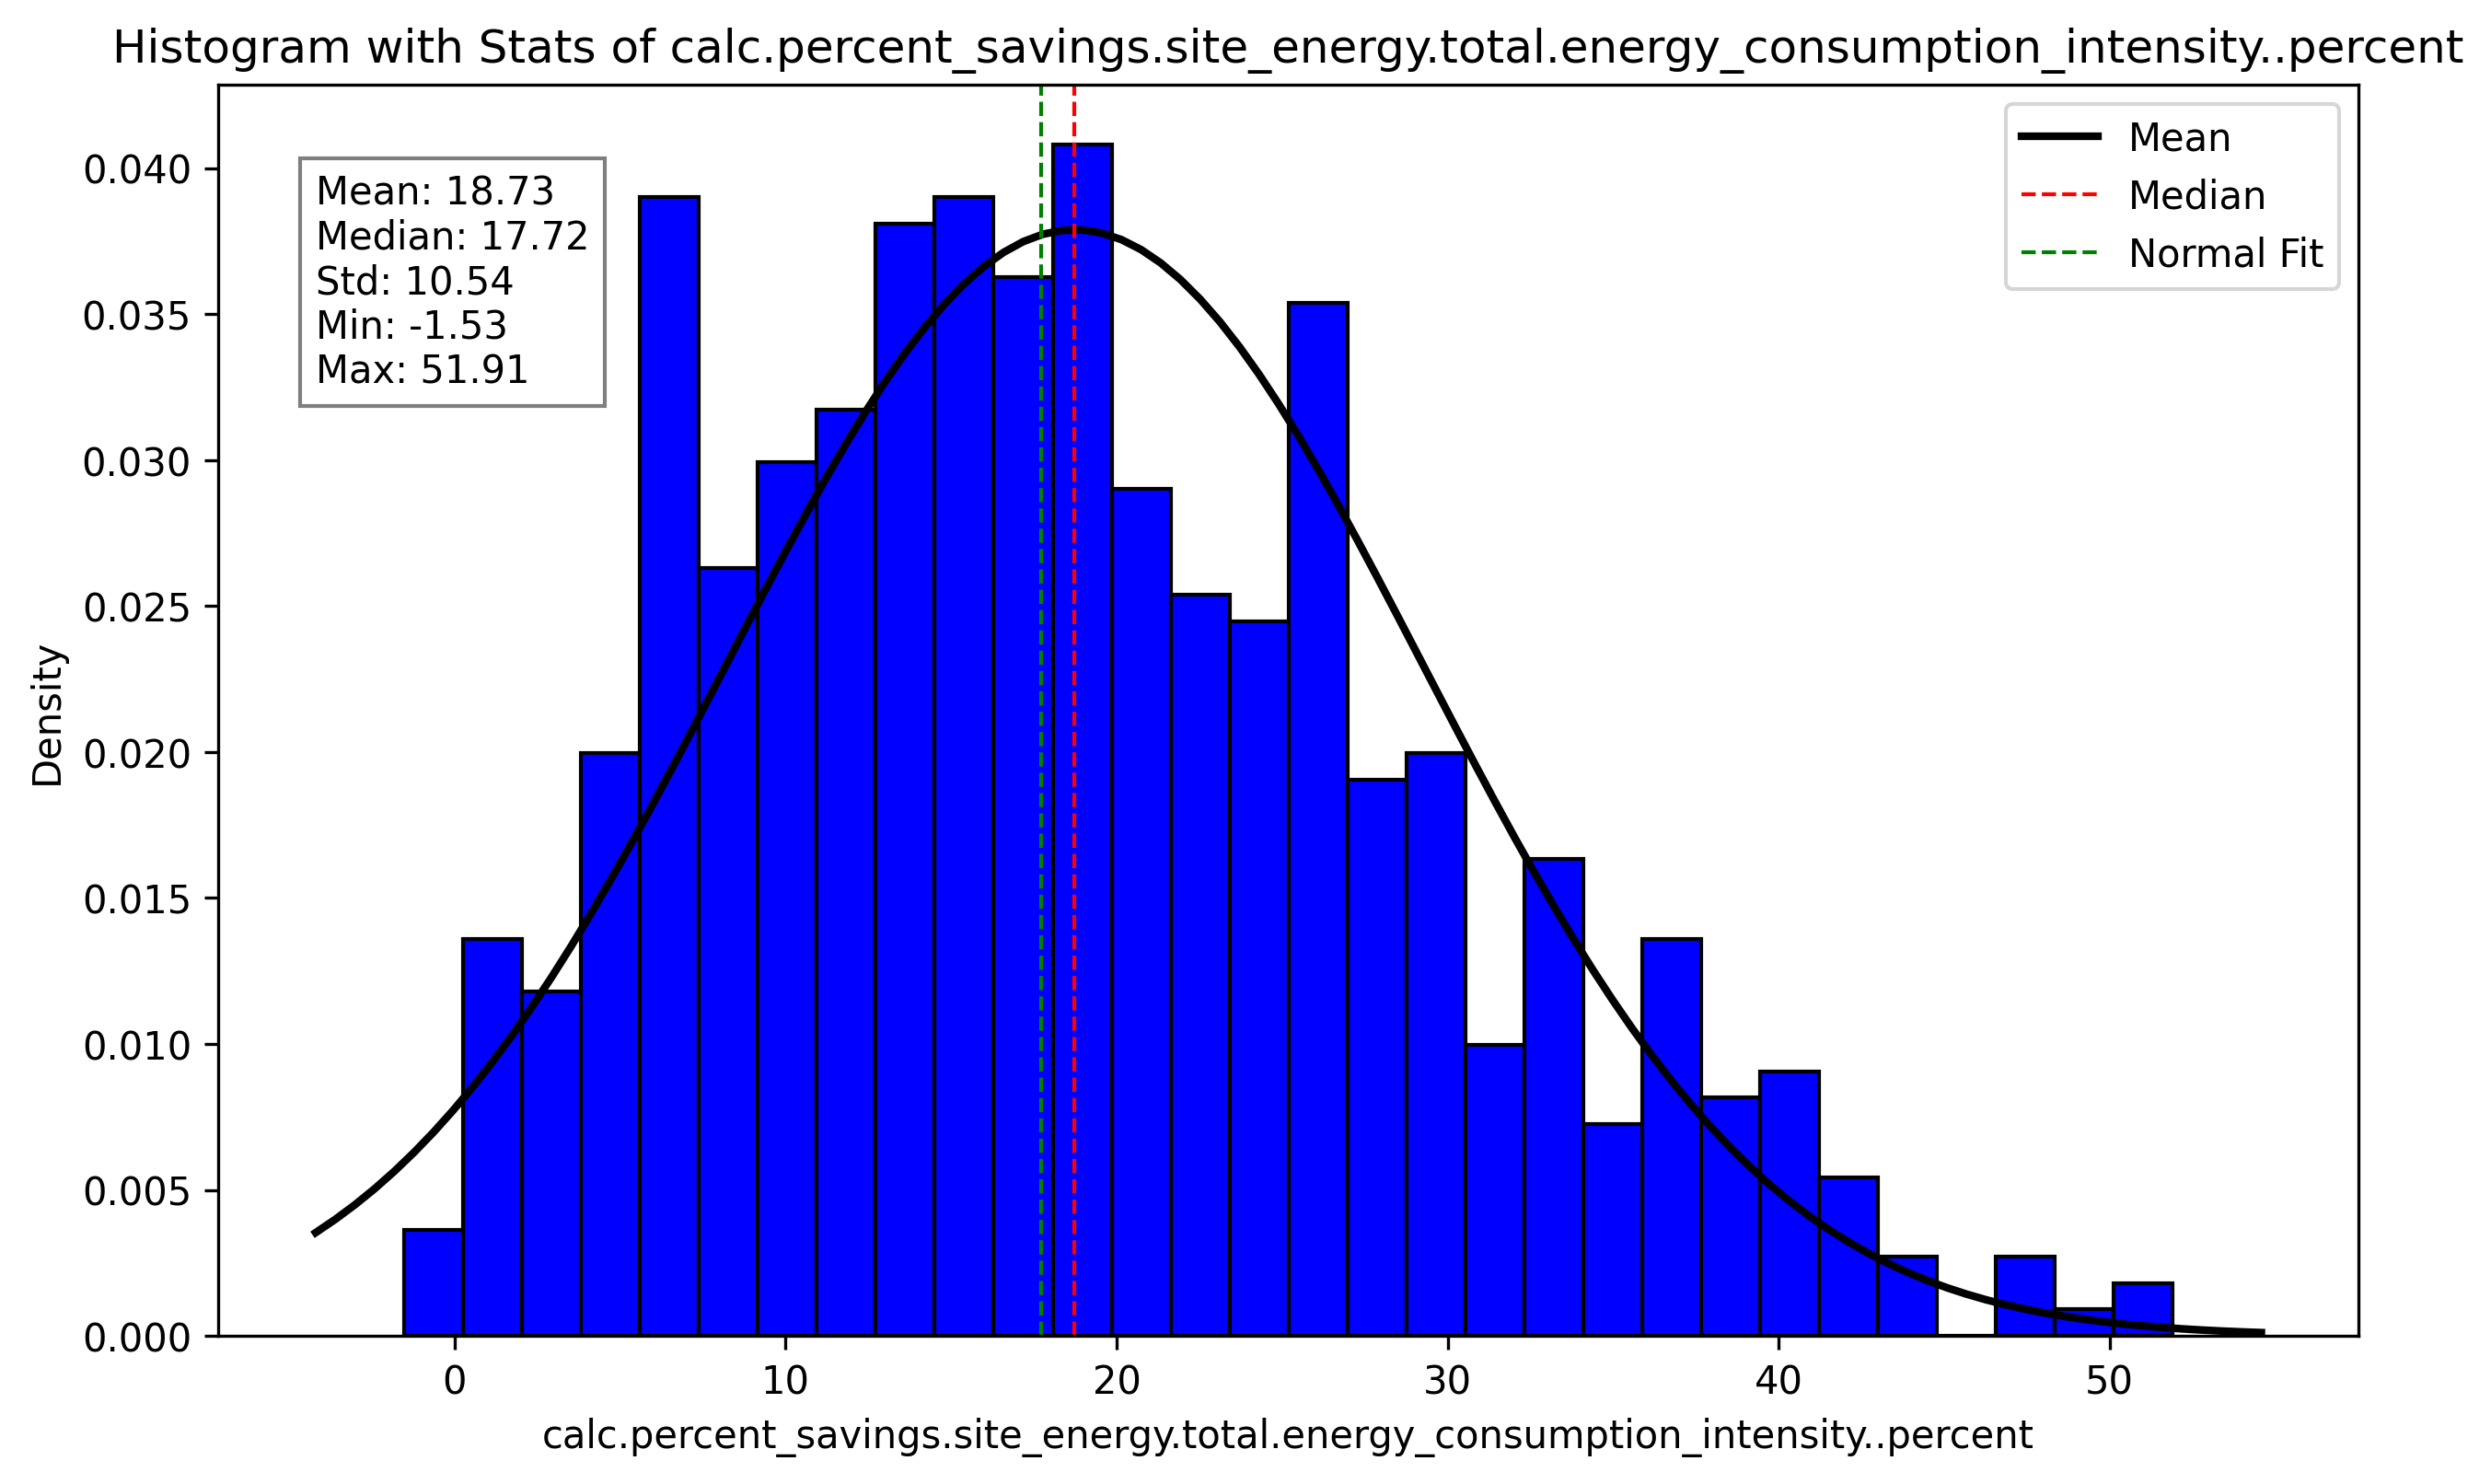 Histogram with Stats of calc.percent_savings.site_energy.total.energy_consumption_intensity..percent
Mean: 18.73
Median: 17.72
Std: 10.54
Min: -1.53
Max: 51.91
Mean
Median
Normal Fit
Density
0.040
0.035
0.030
0.025
0.020
0.015
0.010
0.005
0.000
0 10 20 30 40 50
calc.percent_savings.site_energy.total.energy_consumption_intensity..percent